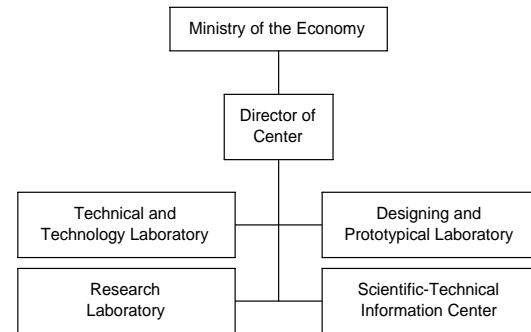 Ministry of the Economy
Director of
Center
Technical and
Technology Laboratory
Designing and
Prototypical Laboratory
Research
Laboratory
Scientific-Technical
Information Center